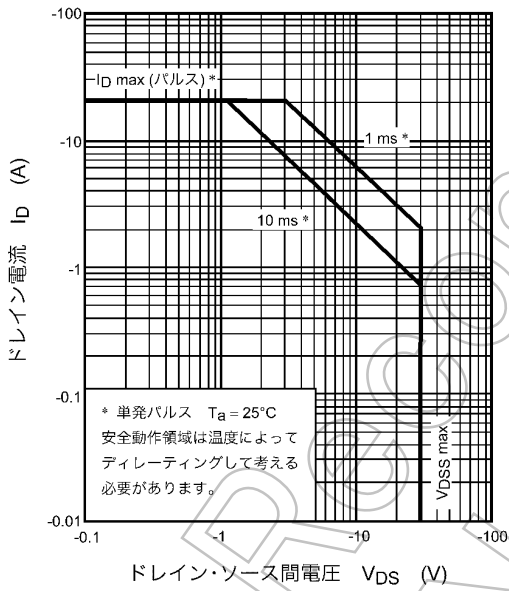 -100
ID max (パルス) *
-10
1 ms *
10 ms *
-1
-0.1
-0.01
ドレイン電流 ID (A)
* 単発パルス Ta = 25°C
安全動作領域は温度によって
ディレーティングして考える
必要があります。
VDSS max
-0.1
-1
-10
-100
ドレイン・ソース間電圧 VDS (V)